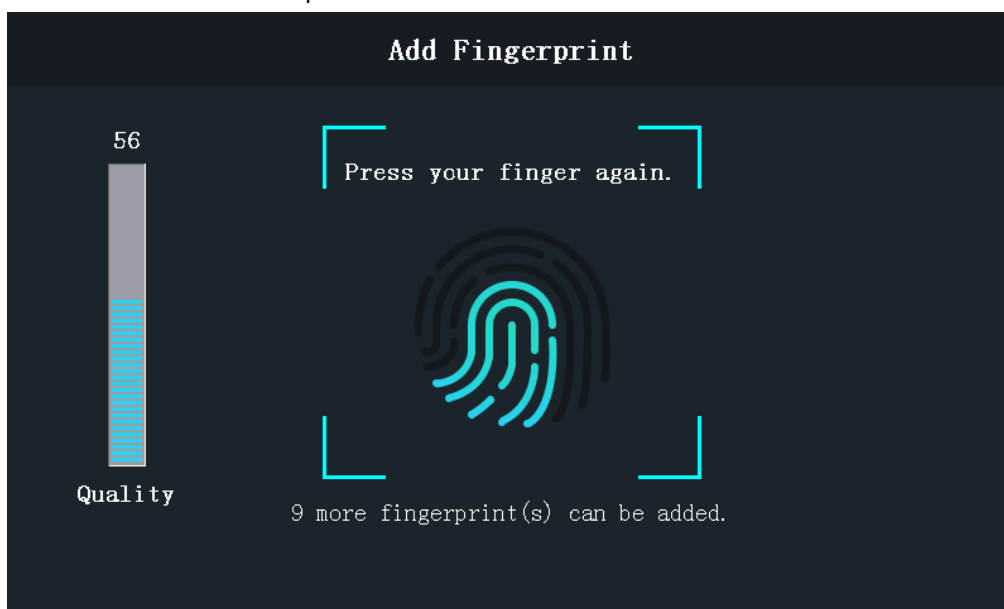 Add Fingerprint
56
Press your finger again.
Quality
9 more fingerprint(s) can be added.